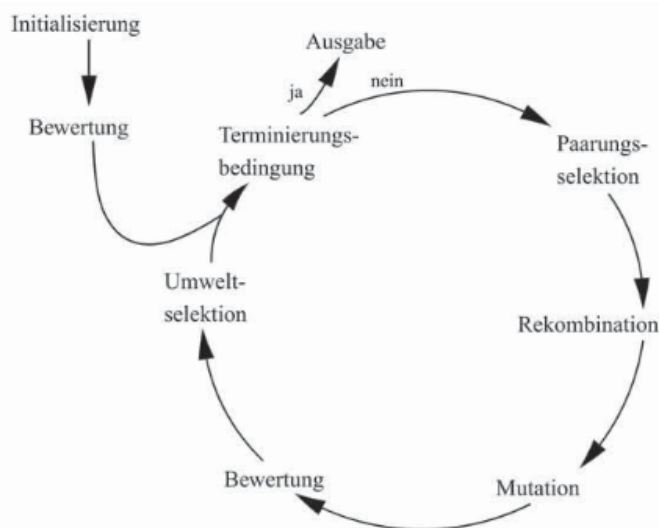 Initialisierung
Ausgabe
ja
nein
Bewertung
Terminierungs-
bedingung
Paarungs-
selektion
Umwelt-
selektion
Rekombination
Bewertung
Mutation